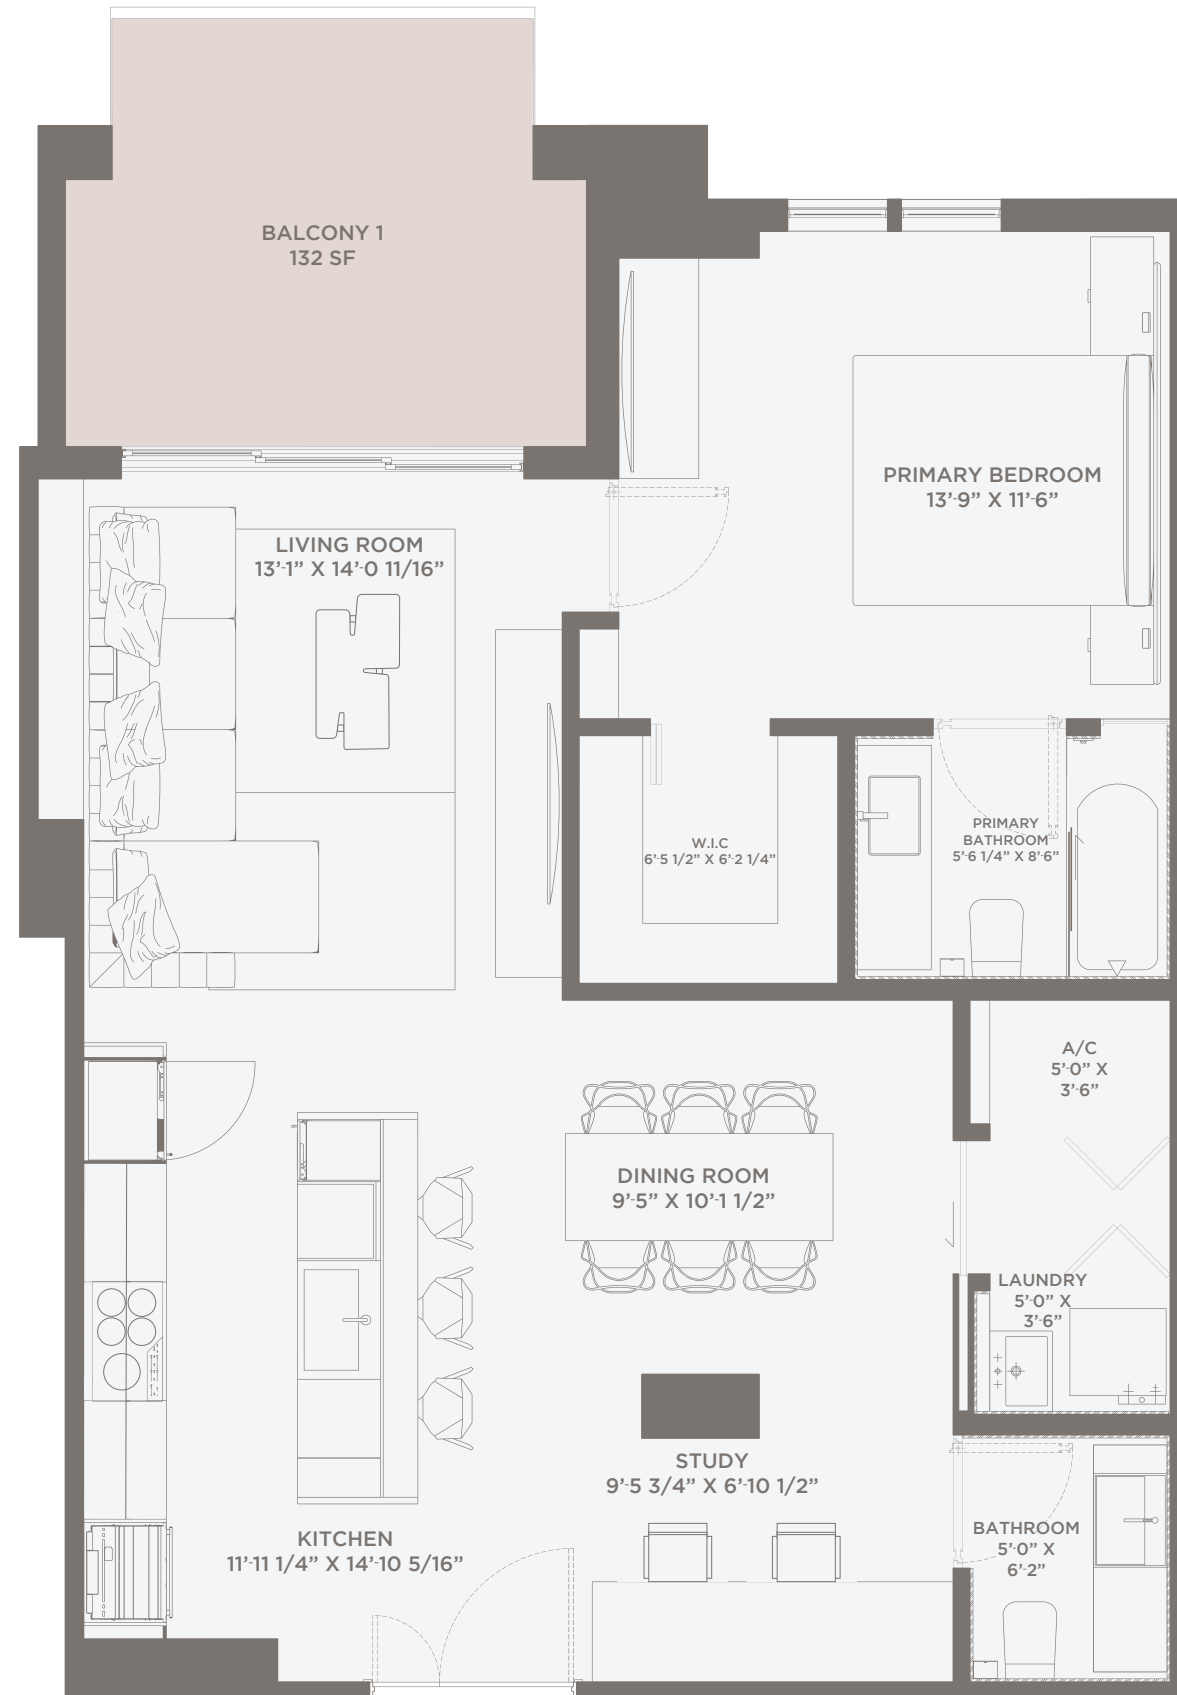 BALCONY 1
132 SF
PRIMARY BEDROOM
13’-9” X 11’-6”
LIVING ROOM
13’-1” X 14’-0 11/16”
PRIMARY
BATHROOM
5’-6 1/4” X 8’-6”
W.I.C
6’-5 1/2” X 6’-2 1/4”
A/C
5’-0” X
3’-6”
DINING ROOM
9’-5” X 10’-1 1/2”
LAUNDRY
5’-0” X
3’-6”
STUDY
9’-5 3/4” X 6’-10 1/2”
BATHROOM
5’-0” X
6’-2”
KITCHEN
11’-11 1/4” X 14’-10 5/16”